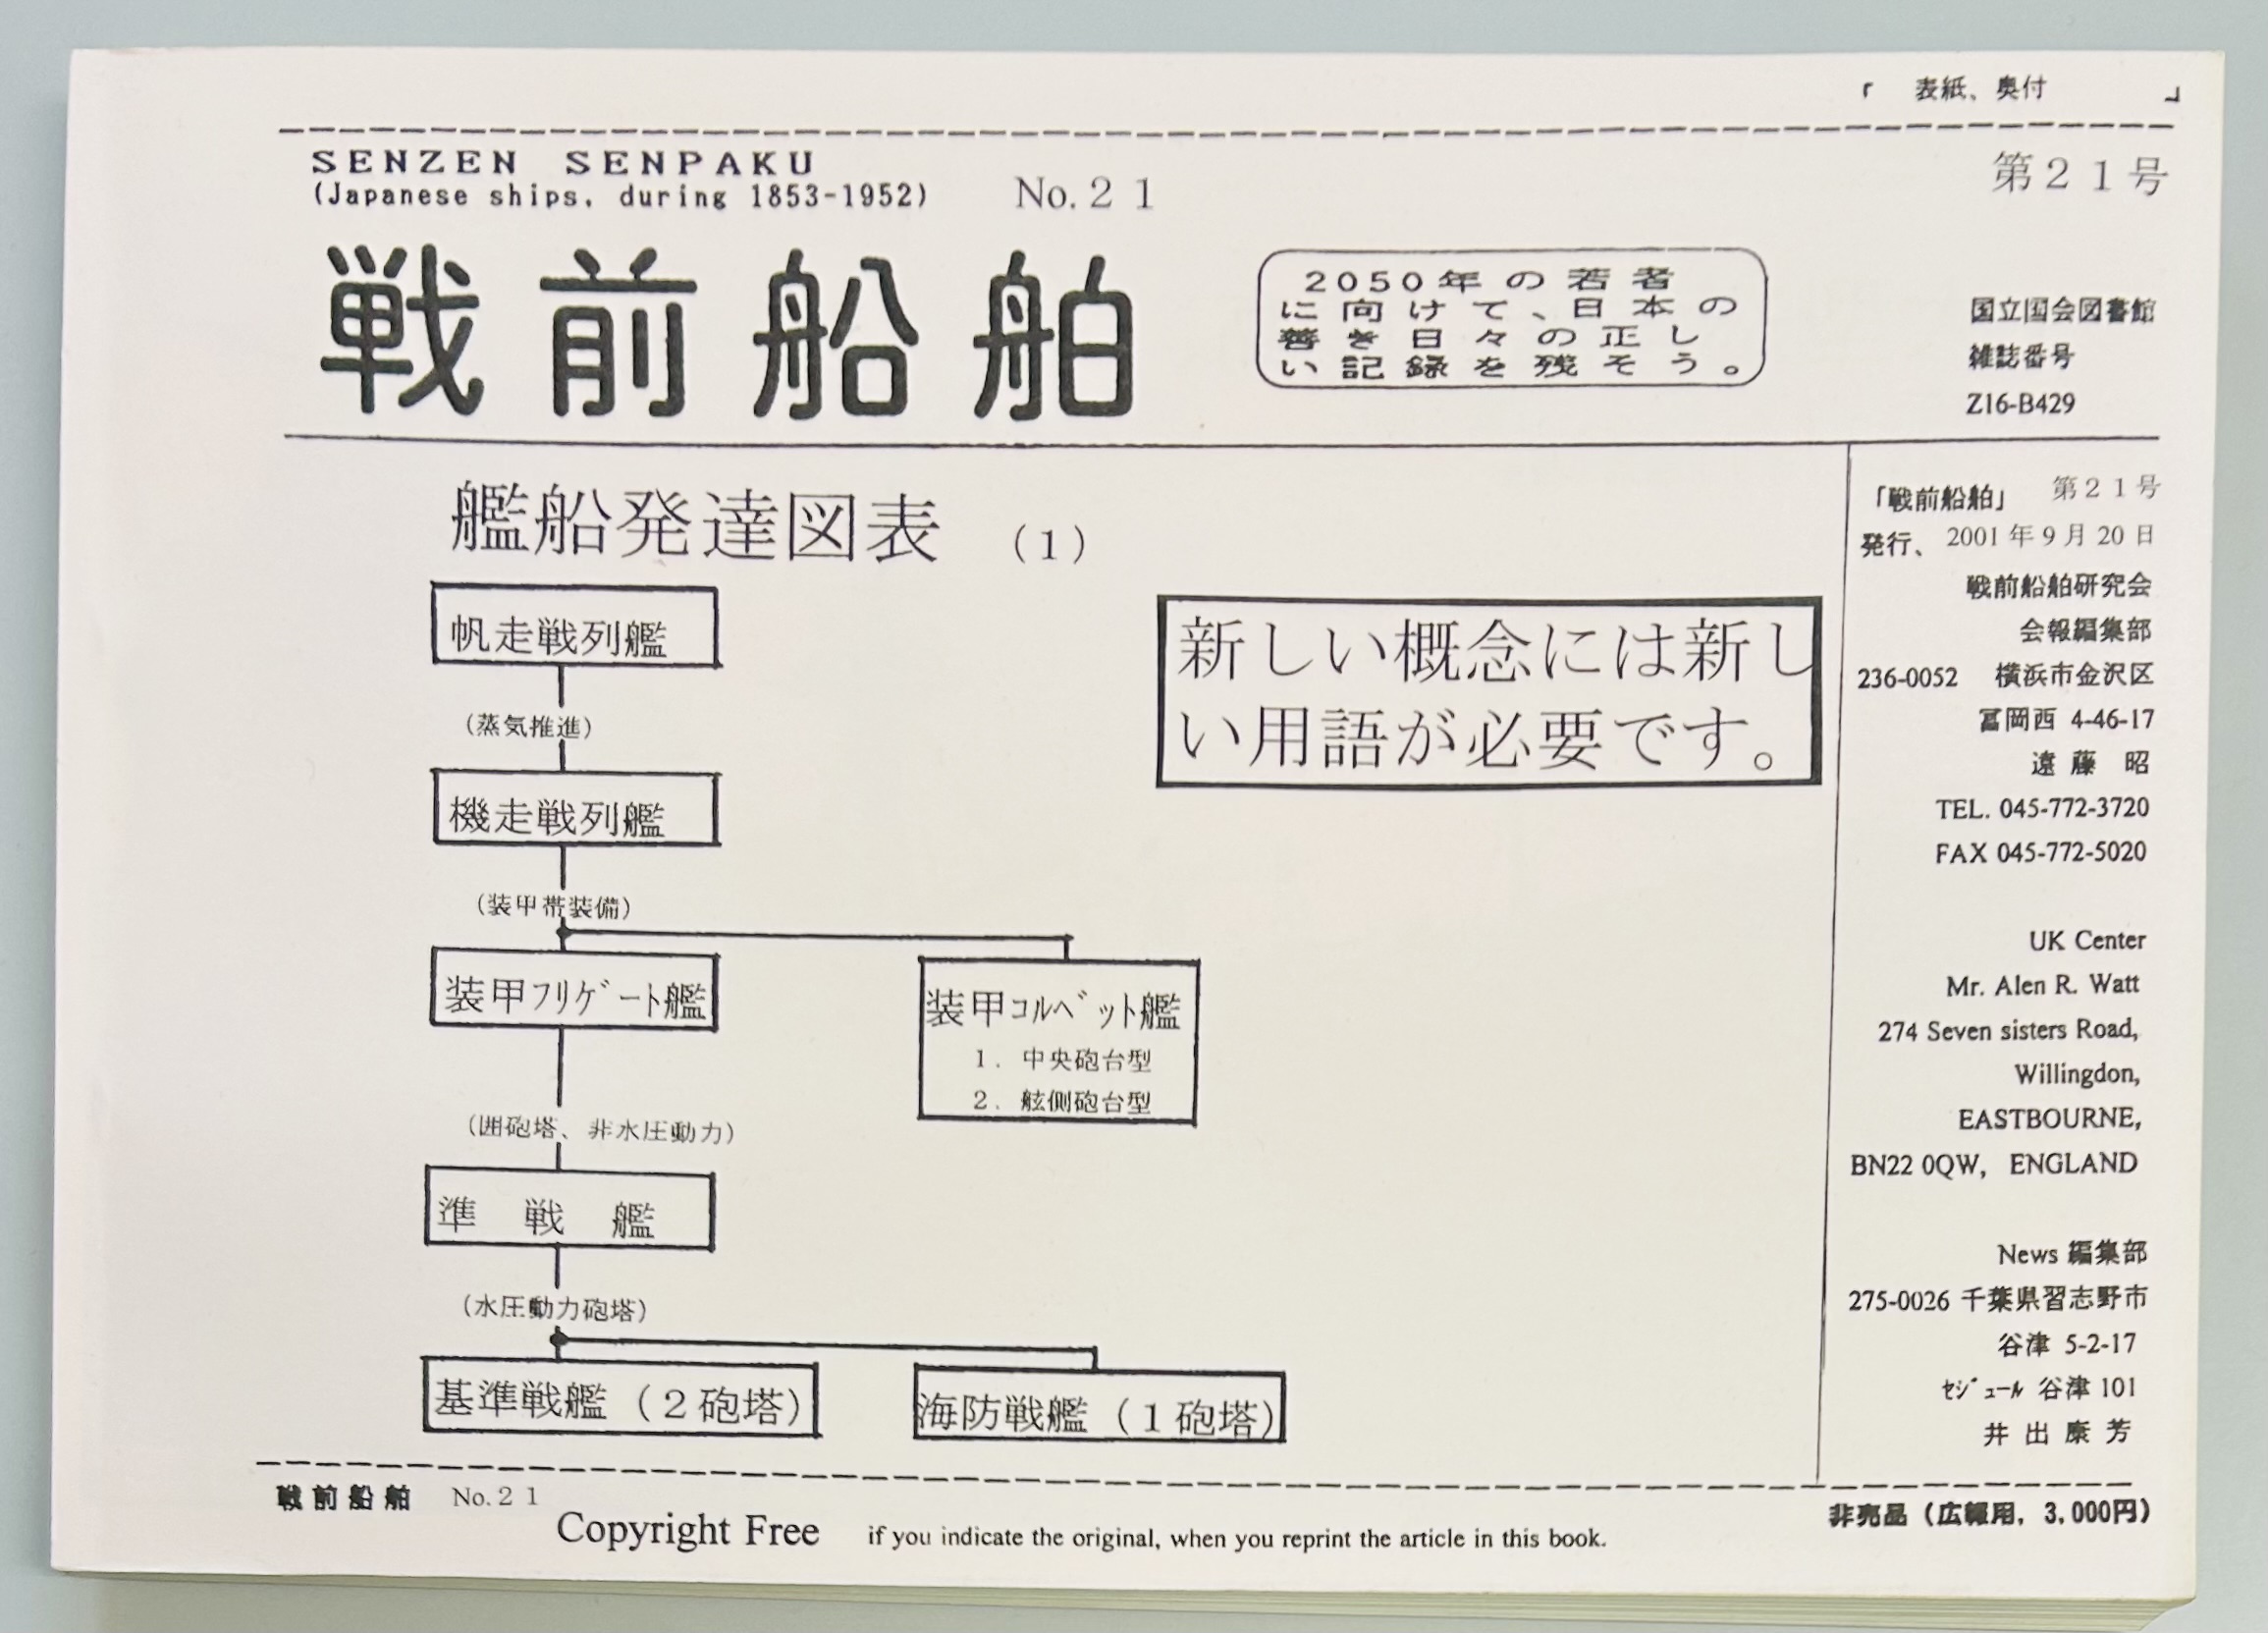 「 表紙、奥付 」
SENZEN SENPAKU
(Japanese ships, during 1853-1952) No.21
第21号
戦前船舶
2050年の若者
に向けて、日本の
善き日々の正し
い記録を残そう。
国立国会図書館
雑誌番号
Z16-B429
艦船発達図表 (1)
帆走戦列艦
(蒸気推進)
機走戦列艦
(装甲帯装備)
装甲フリゲート艦
装甲コルベット艦
1. 中央砲台型
2. 舷側砲台型
(囲砲塔、非水圧動力)
準戦艦
(水圧動力砲塔)
基準戦艦(2砲塔)
海防戦艦(1砲塔)
新しい概念には新し
い用語が必要です。
「戦前船舶」 第21号
発行、2001年9月20日
戦前船舶研究会
会報編集部
236-0052 横浜市金沢区
冨岡西 4-46-17
遠藤 昭
TEL. 045-772-3720
FAX 045-772-5020
UK Center
Mr. Alen R. Watt
274 Seven sisters Road,
Willingdon,
EASTBOURNE,
BN22 0QW, ENGLAND
News 編集部
275-0026 千葉県習志野市
谷津 5-2-17
セジュール 谷津 101
井出康芳
戦前船舶 No.21
Copyright Free if you indicate the original, when you reprint the article in this book.
非売品(広報用, 3,000円)